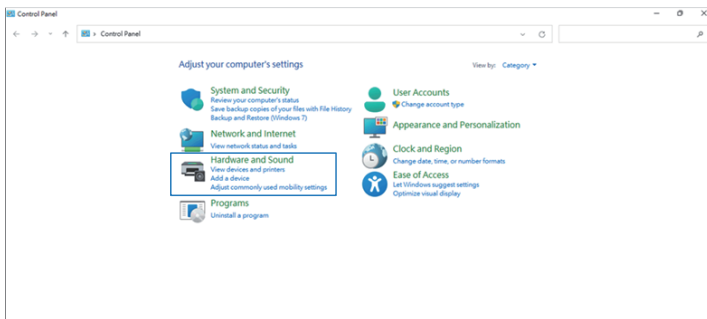 Control Panel
Control Panel
Adjust your computer's settings
View by: Category
System and Security
Review your computer's status
Save backup copies of your files with File History
Backup and Restore (Windows 7)
Network and Internet
View network status and tasks
Hardware and Sound
View devices and printers
Add a device
Adjust commonly used mobility settings
Programs
Uninstall a program
User Accounts
Change account type
Appearance and Personalization
Clock and Region
Change date, time, or number formats
Ease of Access
Let Windows suggest settings
Optimize visual display